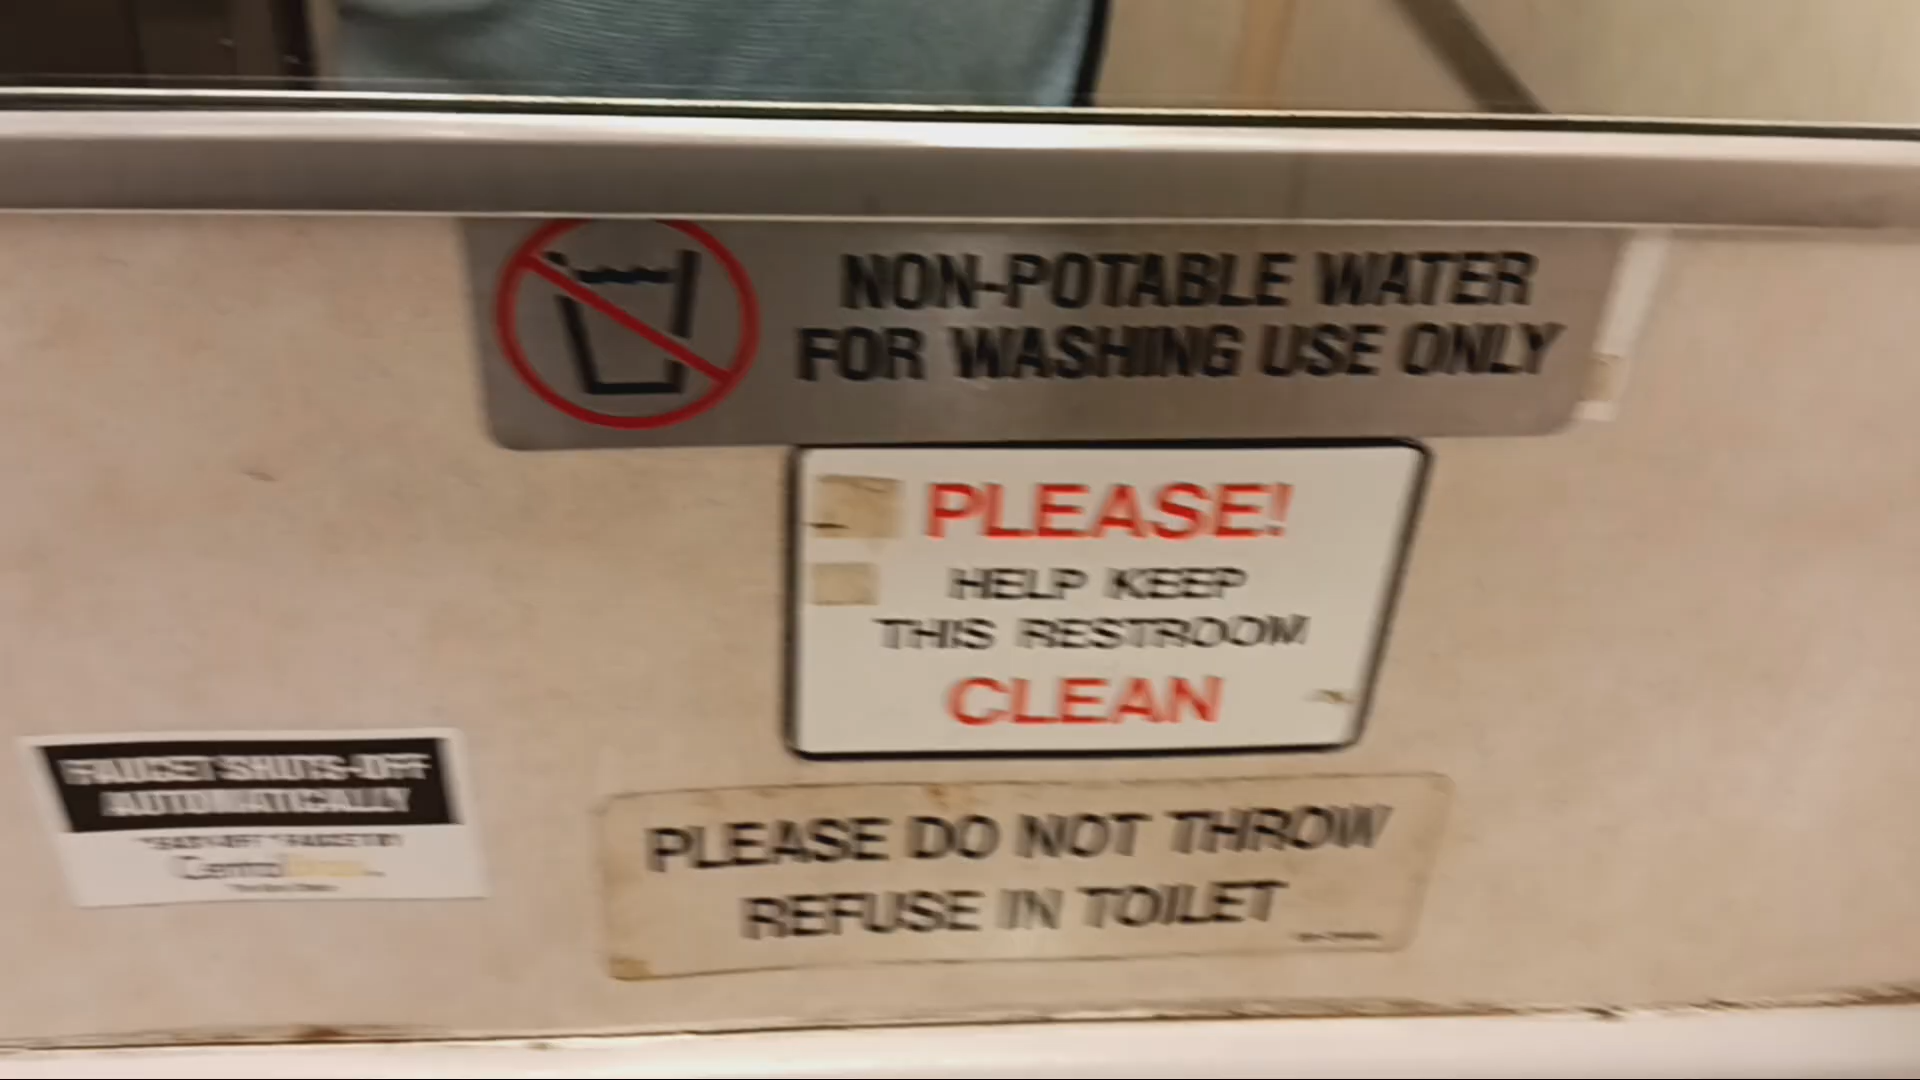 NON-POTABLE WATER
FOR WASHING USE ONLY
PLEASE!
HELP KEEP
THIS RESTROOM
CLEAN
FAUCET SHUTS-OFF
AUTOMATICALLY
PLEASE DO NOT THROW
REFUSE IN TOILET